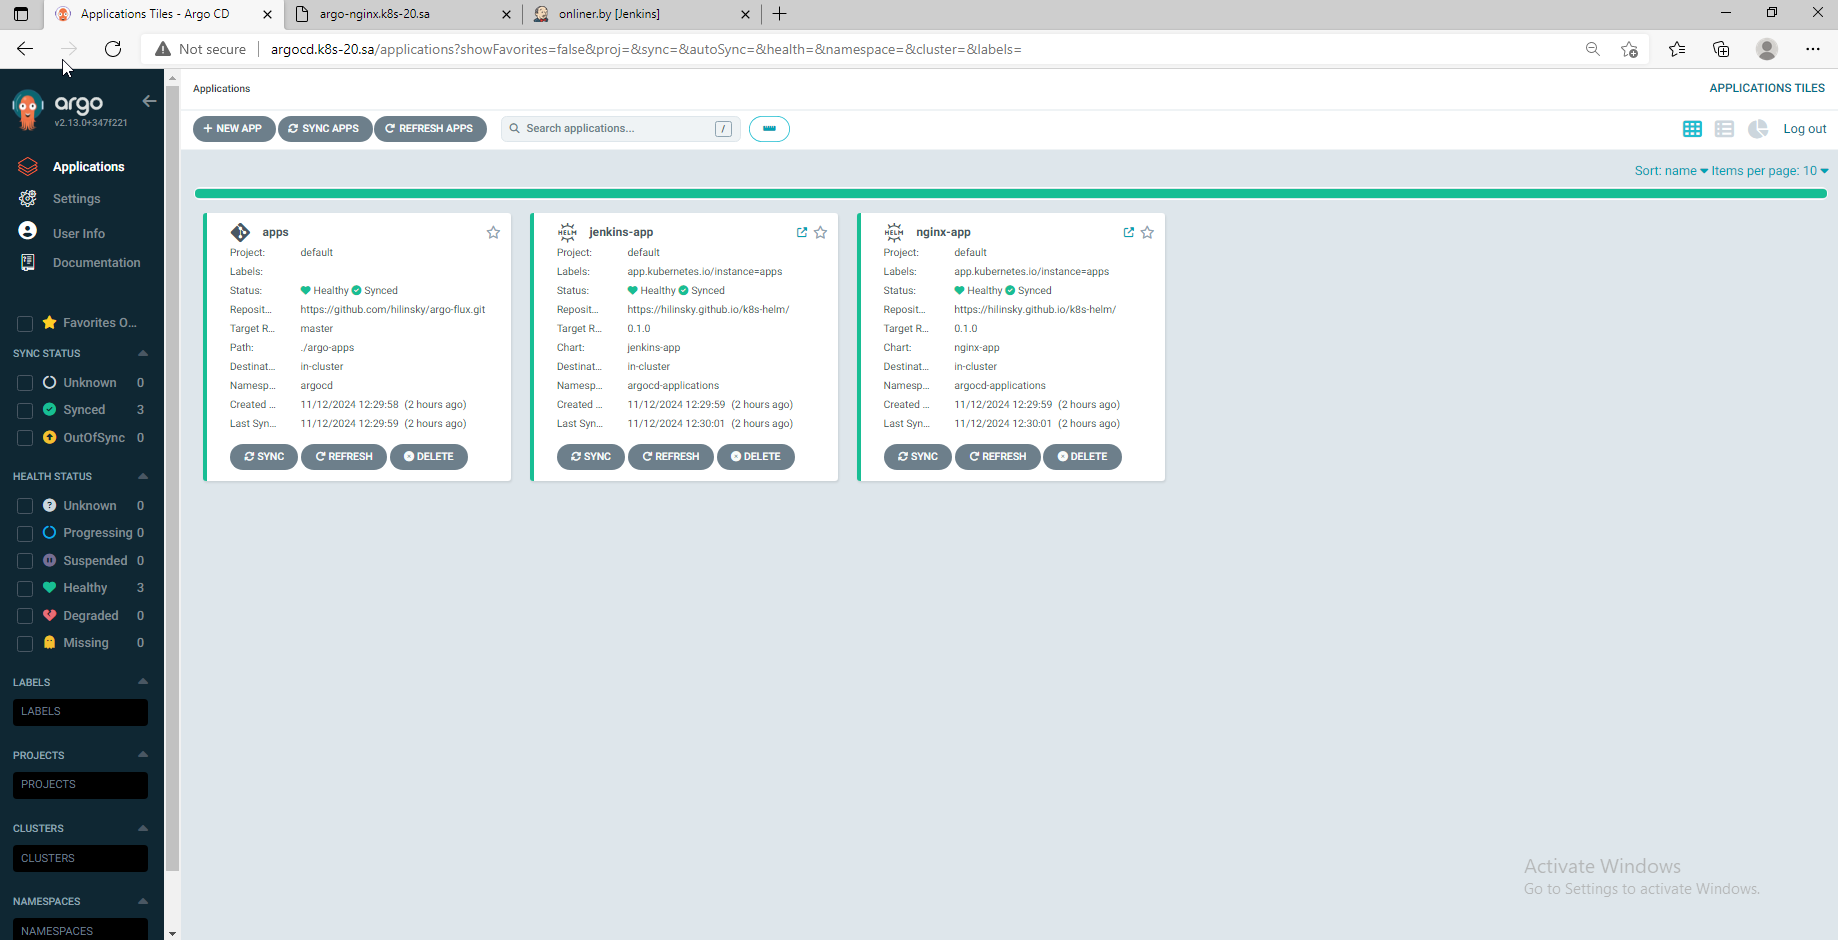 Applications Tiles - Argo CD
argo-nginx.k8s-20.sa
onliner.by [Jenkins]
Not secure
argocd.k8s-20.sa/applications?showFavorites=false&proj=&sync=&autoSync=&health=&namespace=&cluster=&labels=
argo
v2.13.0+347f221
Applications
Settings
User Info
Documentation
Favorites O...
SYNC STATUS
Unknown 0
Synced 3
OutOfSync 0
HEALTH STATUS
Unknown 0
Progressing 0
Suspended 0
Healthy 3
Degraded 0
Missing 0
LABELS
LABELS
PROJECTS
PROJECTS
CLUSTERS
CLUSTERS
NAMESPACES
NAMESPACES
Applications
APPLICATIONS TILES
+ NEW APP
SYNC APPS
REFRESH APPS
Search applications...
/
Log out
Sort: name
Items per page: 10
apps
Project: default
Labels:
Status: Healthy Synced
Reposit... https://github.com/hilinsky/argo-flux.git
Target R... master
Path: ./argo-apps
Destinat... in-cluster
Namesp... argocd
Created ... 11/12/2024 12:29:58 (2 hours ago)
Last Syn... 11/12/2024 12:29:59 (2 hours ago)
SYNC
REFRESH
DELETE
HELM
jenkins-app
Project: default
Labels: app.kubernetes.io/instance=apps
Status: Healthy Synced
Reposit... https://hilinsky.github.io/k8s-helm/
Target R... 0.1.0
Chart: jenkins-app
Destinat... in-cluster
Namesp... argocd-applications
Created ... 11/12/2024 12:29:59 (2 hours ago)
Last Syn... 11/12/2024 12:30:01 (2 hours ago)
SYNC
REFRESH
DELETE
HELM
nginx-app
Project: default
Labels: app.kubernetes.io/instance=apps
Status: Healthy Synced
Reposit... https://hilinsky.github.io/k8s-helm/
Target R... 0.1.0
Chart: nginx-app
Destinat... in-cluster
Namesp... argocd-applications
Created ... 11/12/2024 12:29:59 (2 hours ago)
Last Syn... 11/12/2024 12:30:01 (2 hours ago)
SYNC
REFRESH
DELETE
Activate Windows
Go to Settings to activate Windows.